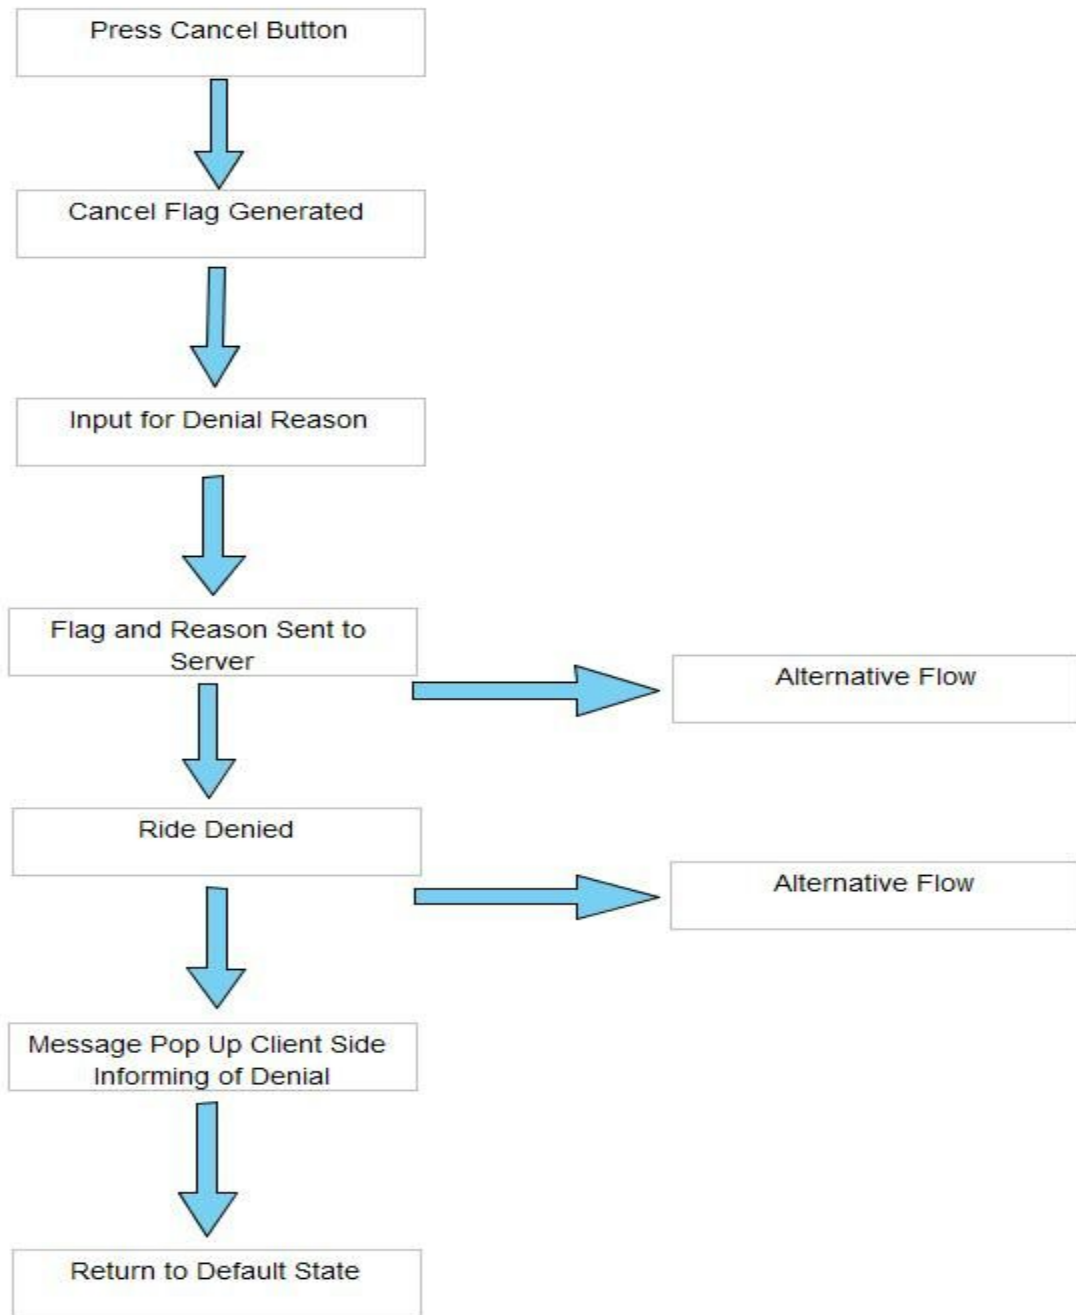 Press Cancel Button
Cancel Flag Generated
Input for Denial Reason
Flag and Reason Sent to
Server
Alternative Flow
Ride Denied
Alternative Flow
Message Pop Up Client Side
Informing of Denial
Return to Default State